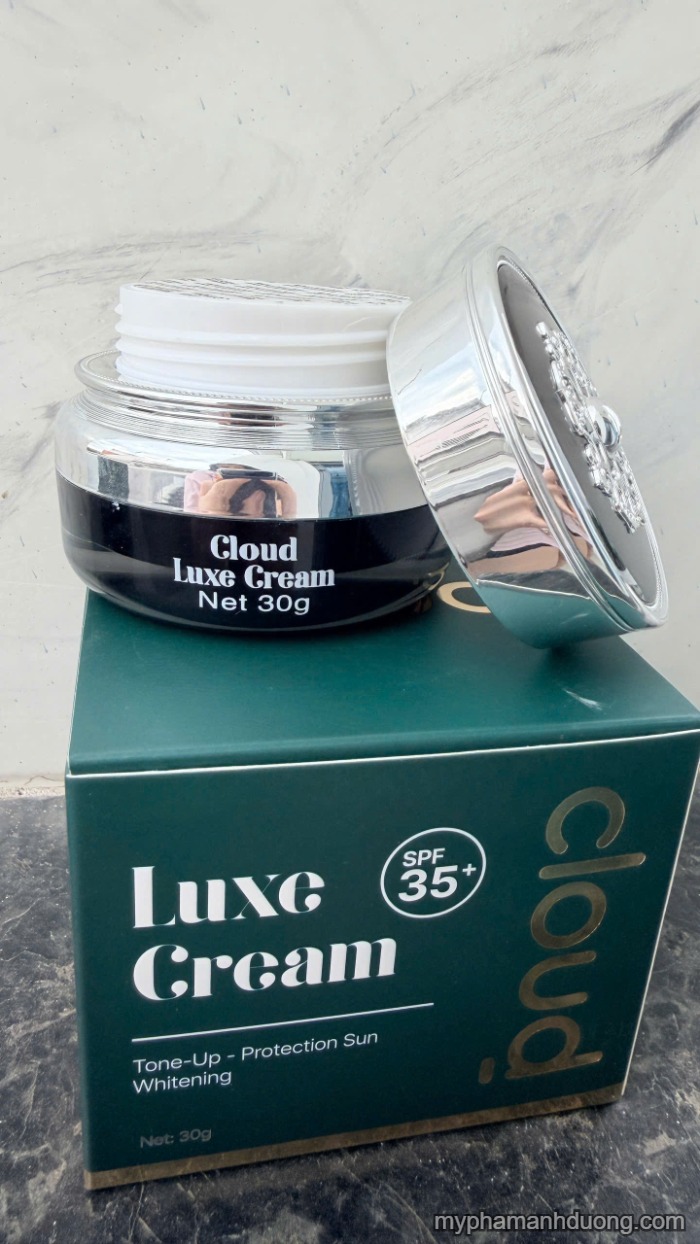 Cloud
Luxe Cream
Net 30g
Luxe
Cream
SPF
35+
Tone-Up - Protection Sun
Whitening
Net: 30g
cloud
myphamanhduong.com